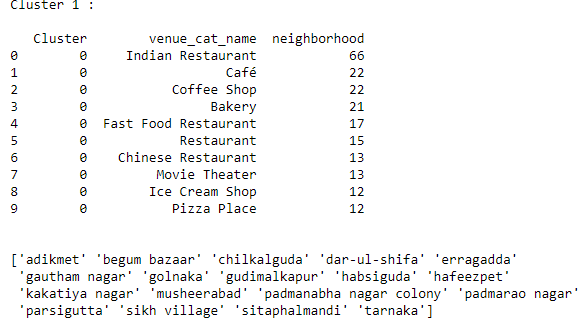 Cluster 1 :
Cluster venue_cat_name neighborhood
0 0 Indian Restaurant 66
1 0 Café 22
2 0 Coffee Shop 22
3 0 Bakery 21
4 0 Fast Food Restaurant 17
5 0 Restaurant 15
6 0 Chinese Restaurant 13
7 0 Movie Theater 13
8 0 Ice Cream Shop 12
9 0 Pizza Place 12
['adikmet' 'begum bazaar' 'chilkalguda' 'dar-ul-shifa' 'erragadda'
'gautham nagar' 'golnaka' 'gudimalkapur' 'habsiguda' 'hafeezpet'
'kakatiya nagar' 'musheerabad' 'padmanabha nagar colony' 'padmarao nagar'
'parsigutta' 'sikh village' 'sitaphalmandi' 'tarnaka']